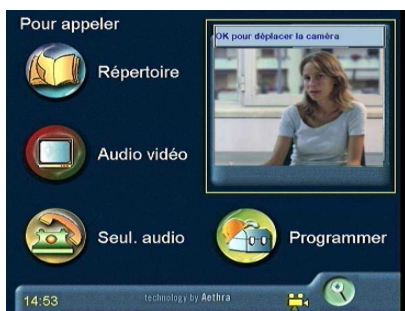 Pour appeler
OK pour déplacer la caméra
Répertoire
Audio vidéo
Seul. audio
Programmer
14:53
technology by Aethra